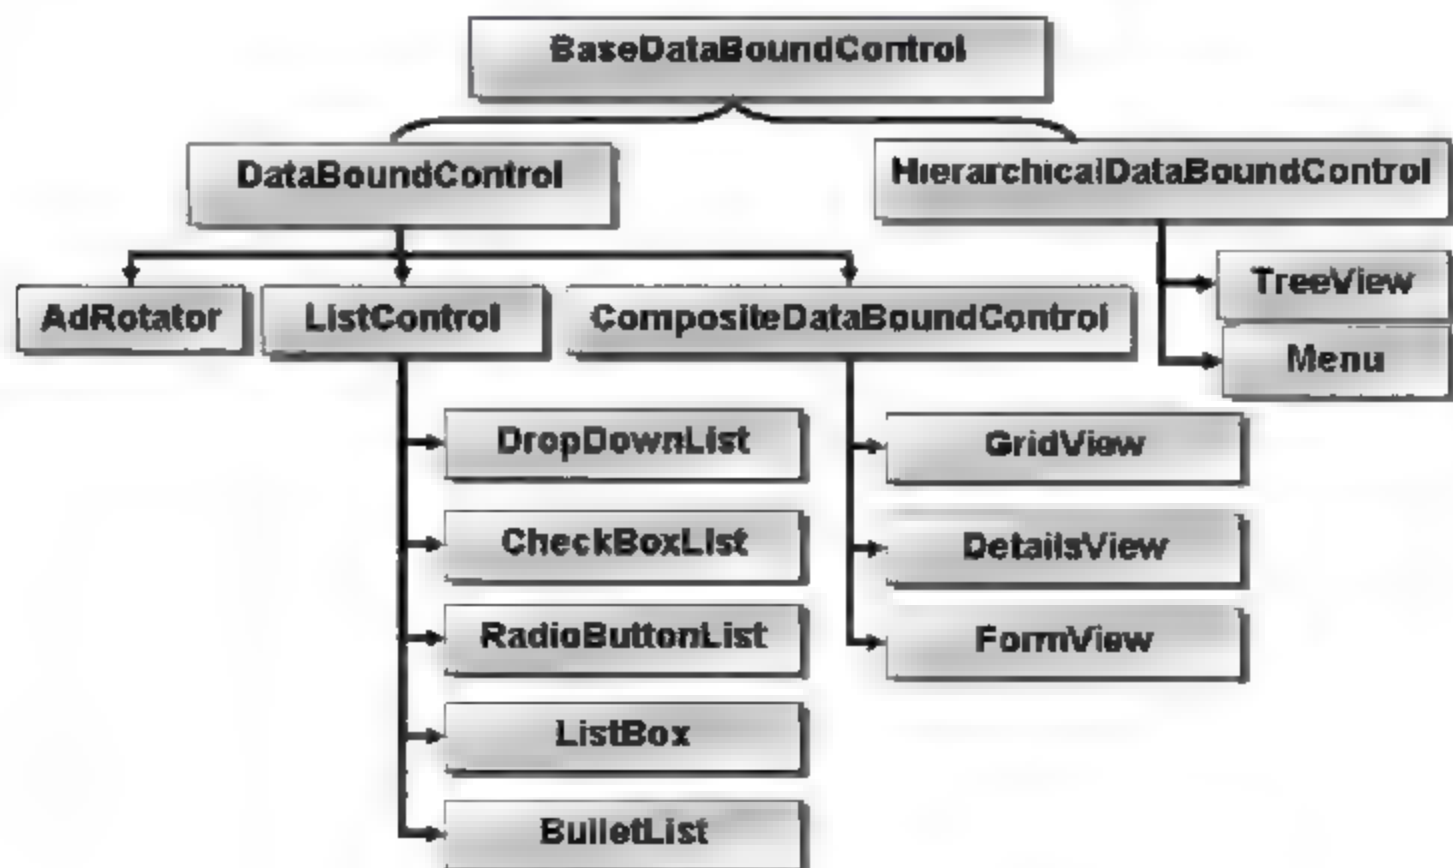 BaseDataBoundControl
DataBoundControl
HierarchicalDataBoundControl
AdRotator
ListControl
CompositeDataBoundControl
TreeView
Menu
DropDownList
CheckBoxList
RadioButtonList
ListBox
BulletList
GridView
DetailsView
FormView